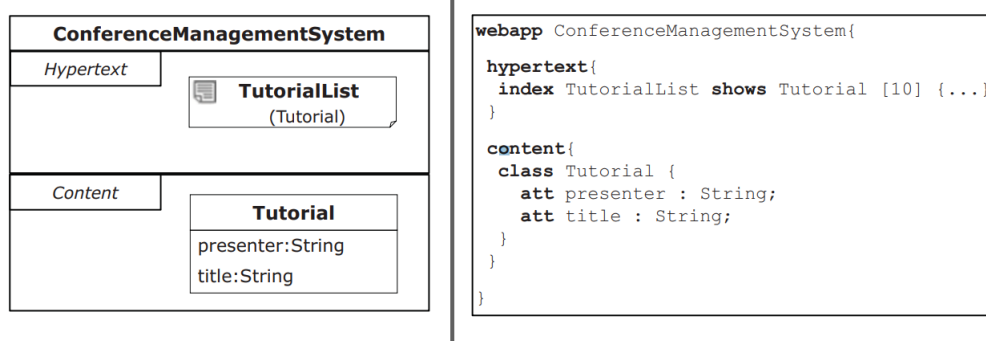 ConferenceManagementSystem
Hypertext
TutorialList
(Tutorial)
Content
Tutorial
presenter:String
title:String
webapp ConferenceManagementSystem{
hypertext{
index TutorialList shows Tutorial [10] {...}
}
content{
class Tutorial {
att presenter : String;
att title : String;
}
}
}